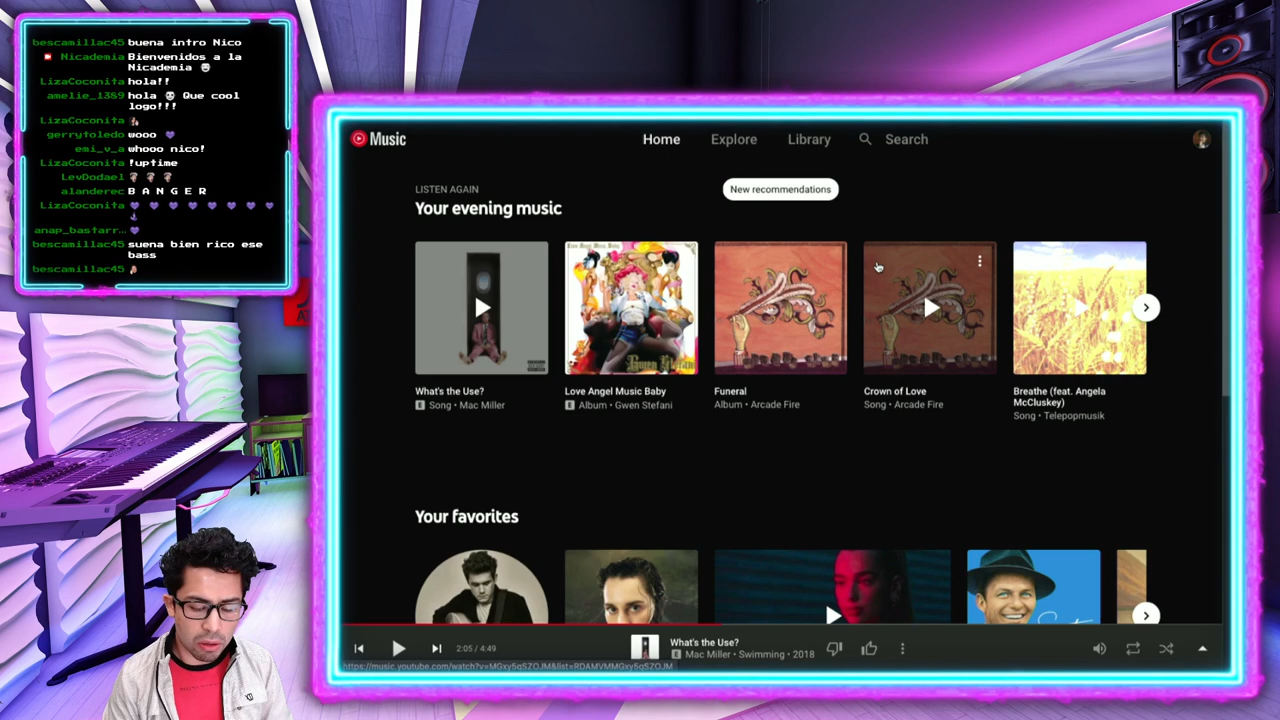 bescamillac45 buena intro Nico
Nicademia Bienvenidos a la
Nicademia
LizaCoconita hola!!
amelie_1389 hola Que cool
logo!!!
LizaCoconita
gerrytoledo wooo
emi_v_a whooo nico!
LizaCoconita !uptime
LevDodael
alanderec B A N G E R
LizaCoconita
anap_bastarr...
bescamillac45 suena bien rico ese
bass
bescamillac45
Music
Home Explore Library Search
LISTEN AGAIN
Your evening music
New recommendations
What's the Use?
E Song • Mac Miller
Love Angel Music Baby
E Album • Gwen Stefani
Funeral
Album • Arcade Fire
Crown of Love
Song • Arcade Fire
Breathe (feat. Angela
McCluskey)
Song • Telepopmusik
Your favorites
2:05 / 4:49
What's the Use?
E Mac Miller • Swimming • 2018